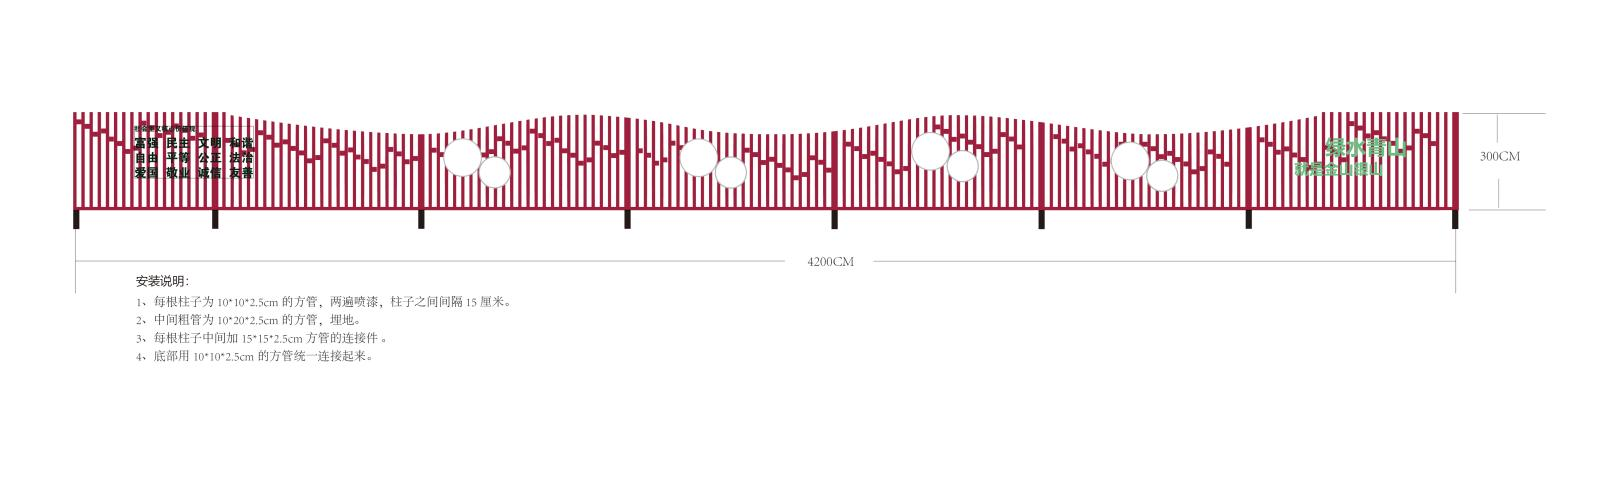 社会主义核心价值观
富强 民主 文明 和谐
自由 平等 公正 法治
爱国 敬业 诚信 友善
绿水青山
就是金山银山
300CM
4200CM
安装说明：
1、每根柱子为 10*10*2.5cm 的方管，两遍喷漆，柱子之间间隔 15 厘米。
2、中间粗管为 10*20*2.5cm 的方管，埋地。
3、每根柱子中间加 15*15*2.5cm 方管的连接件 。
4、底部用 10*10*2.5cm 的方管统一连接起来。